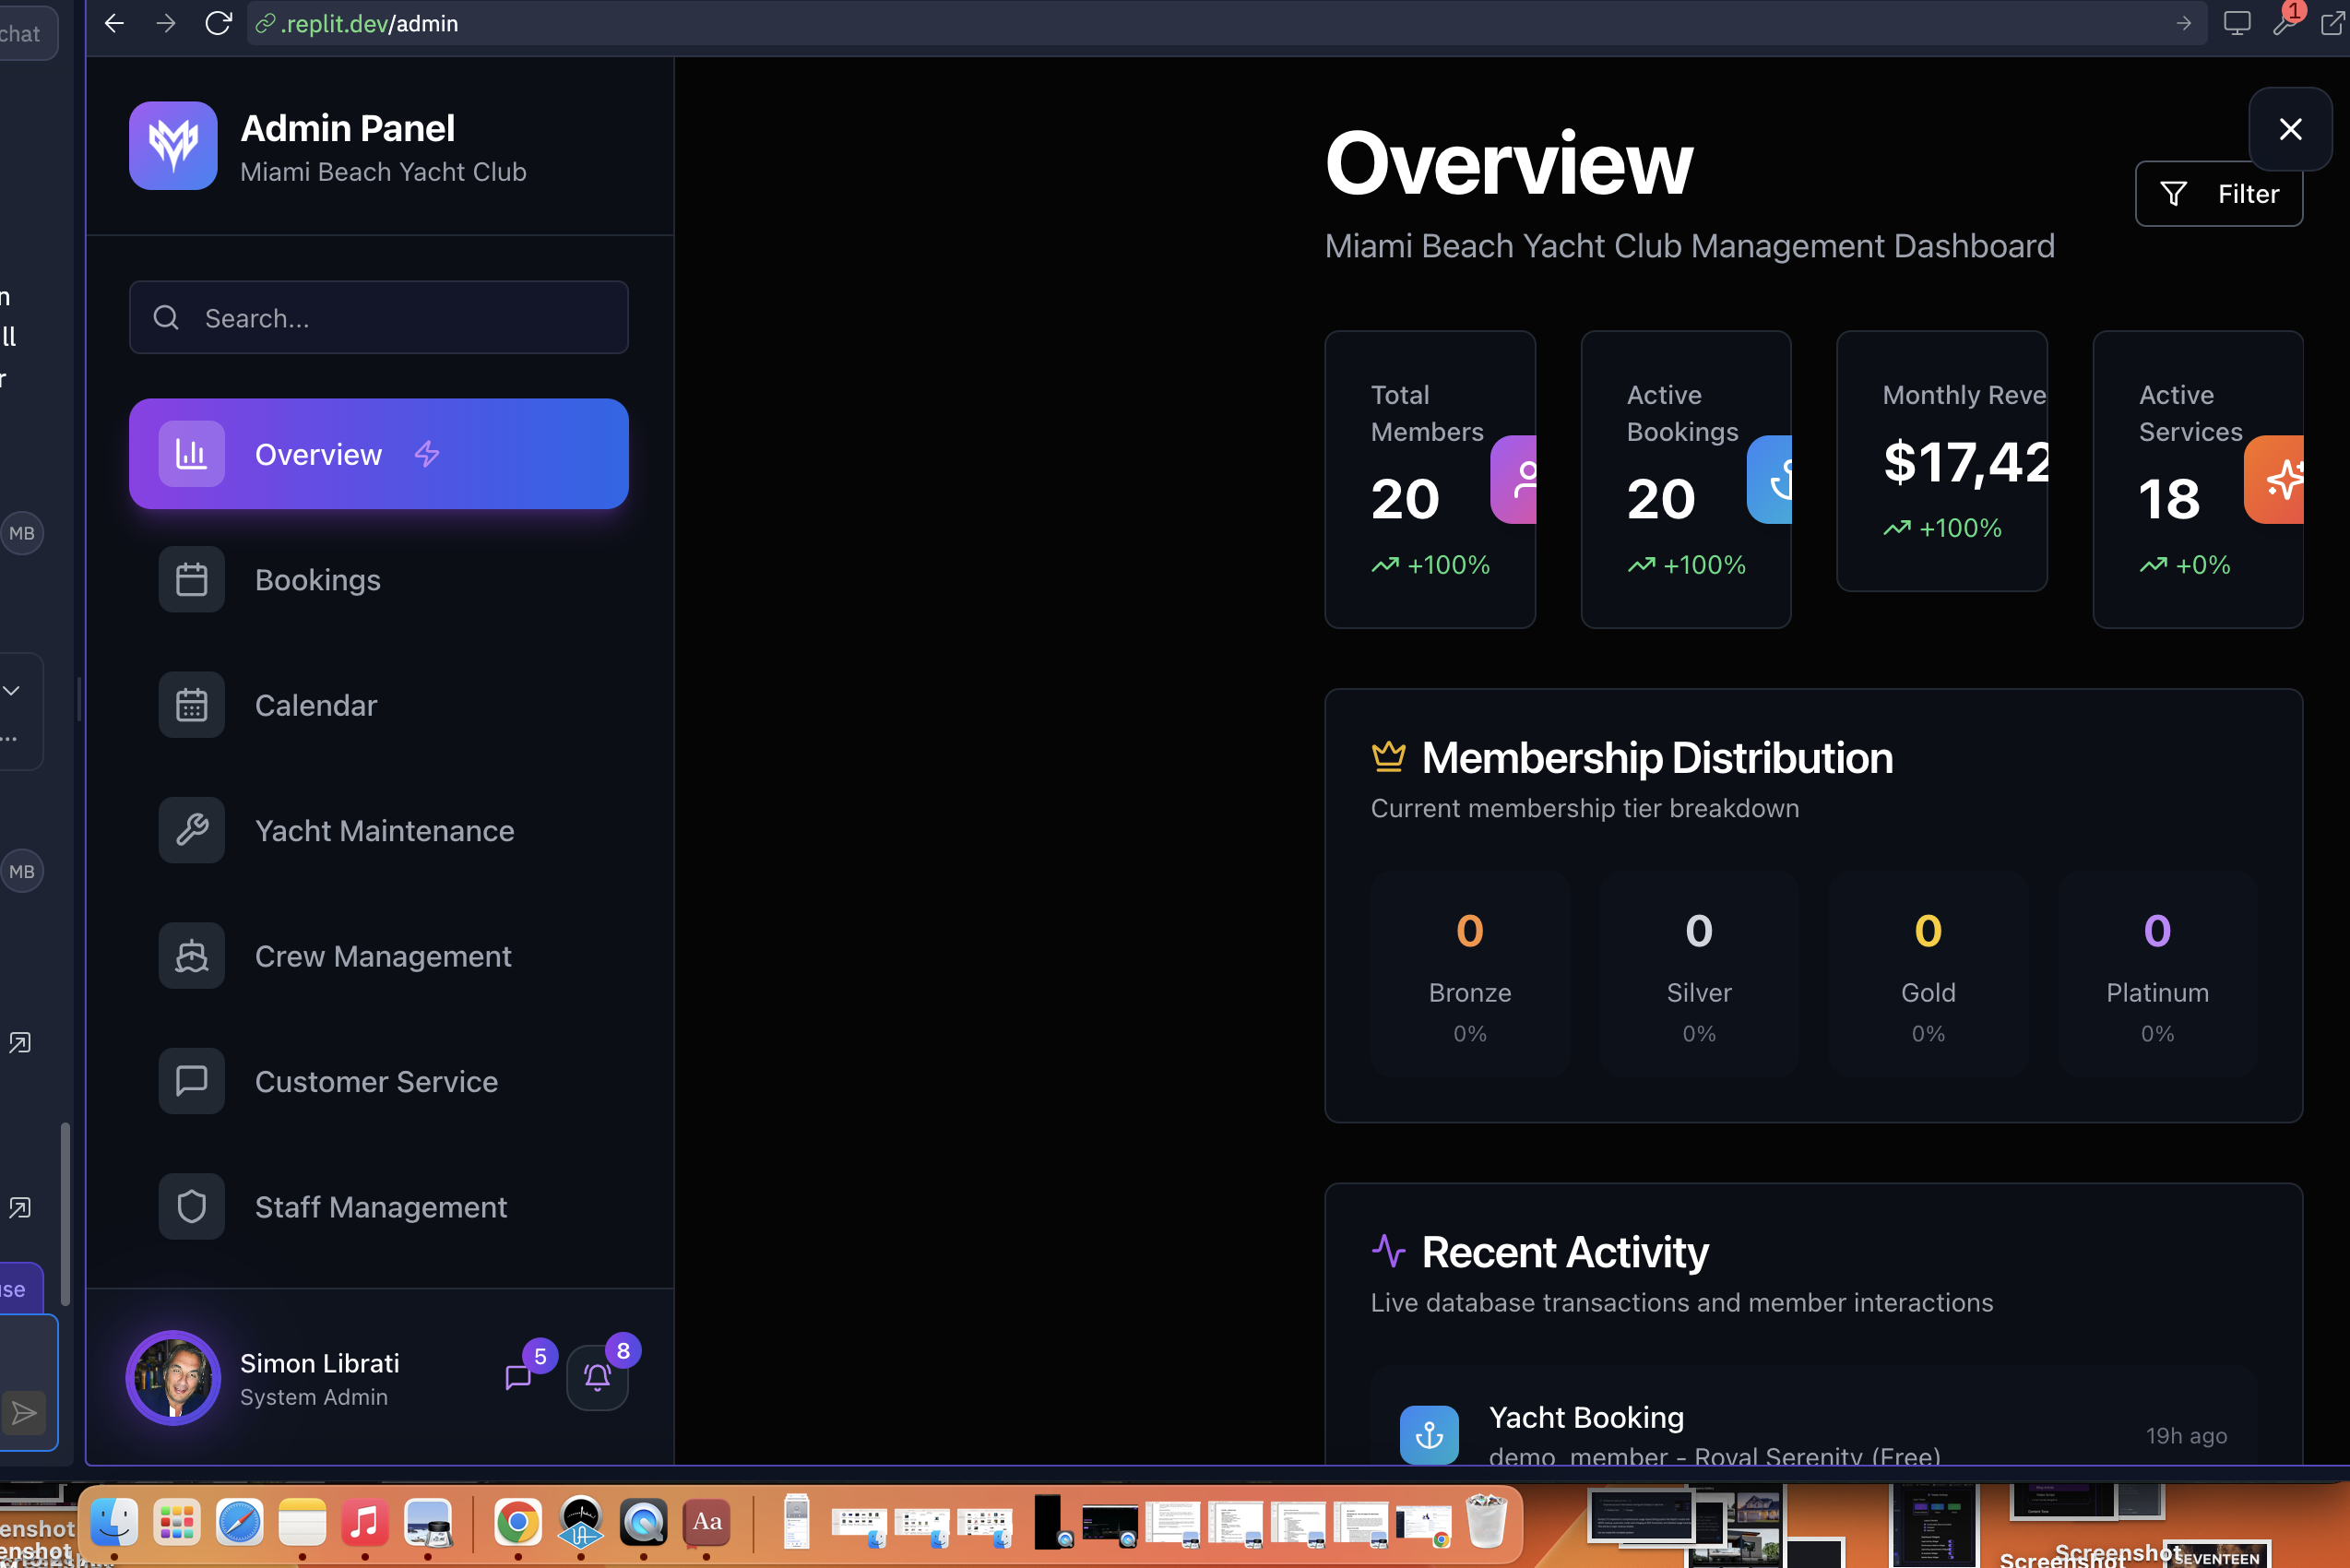 chat
.replit.dev/admin
1
n
ll
r
MB
...
MB
use
Admin Panel
Miami Beach Yacht Club
Search...
Overview
Bookings
Calendar
Yacht Maintenance
Crew Management
Customer Service
Staff Management
Simon Librati
System Admin
5
8
Overview
Miami Beach Yacht Club Management Dashboard
Filter
Total
Members
20
+100%
Active
Bookings
20
+100%
Monthly Reve
$17,42
+100%
Active
Services
18
+0%
Membership Distribution
Current membership tier breakdown
0
Bronze
0%
0
Silver
0%
0
Gold
0%
0
Platinum
0%
Recent Activity
Live database transactions and member interactions
Yacht Booking
demo_member - Royal Serenity (Free)
19h ago
enshot
enshot
Aa
Screenshot
Screenshot
SEVENTEEN